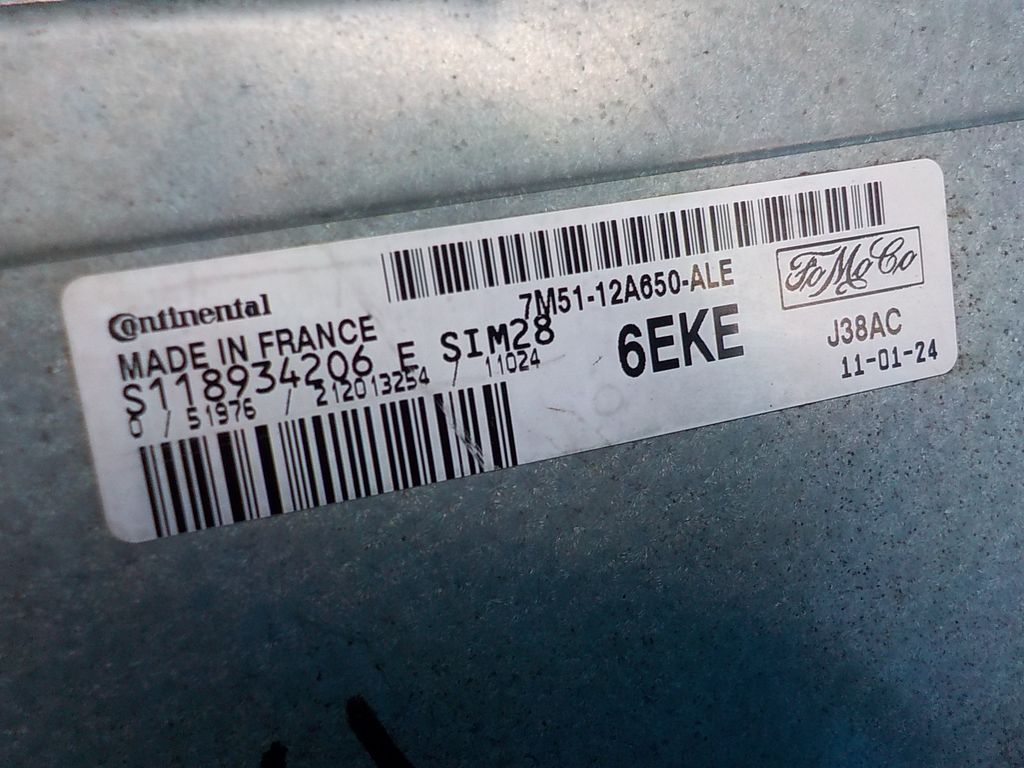 Continental
MADE IN FRANCE
S118934206 E SIM28
0 / 51976 / 212013254 / 11024
7M51-12A650-ALE
6EKE
FoMoCo
J38AC
11-01-24